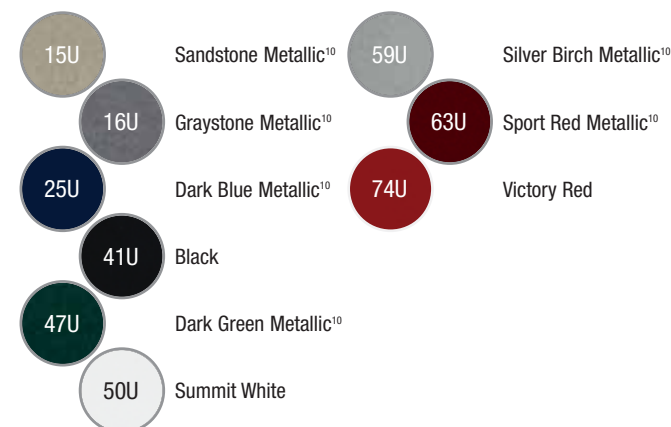 15U Sandstone Metallic¹⁰
16U Graystone Metallic¹⁰
25U Dark Blue Metallic¹⁰
41U Black
47U Dark Green Metallic¹⁰
50U Summit White
59U Silver Birch Metallic¹⁰
63U Sport Red Metallic¹⁰
74U Victory Red